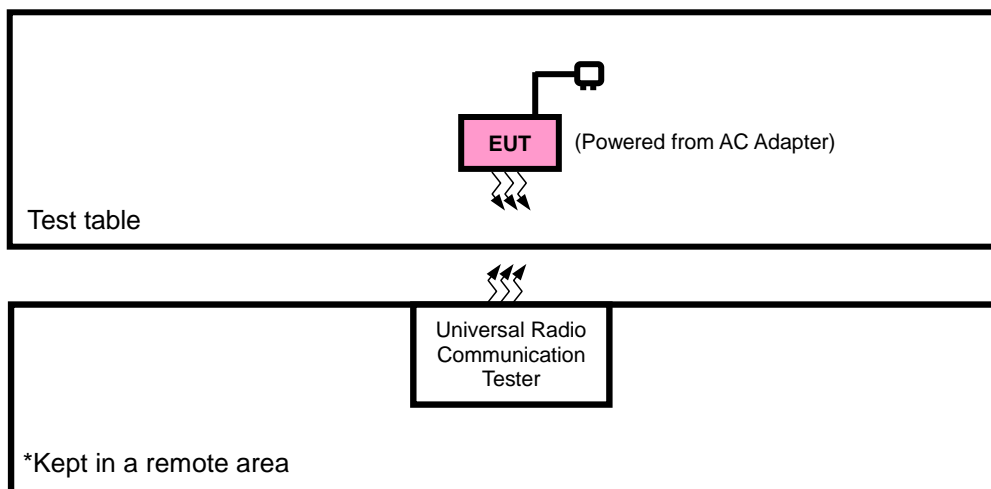 EUT
(Powered from AC Adapter)
Test table
Universal Radio
Communication
Tester
*Kept in a remote area